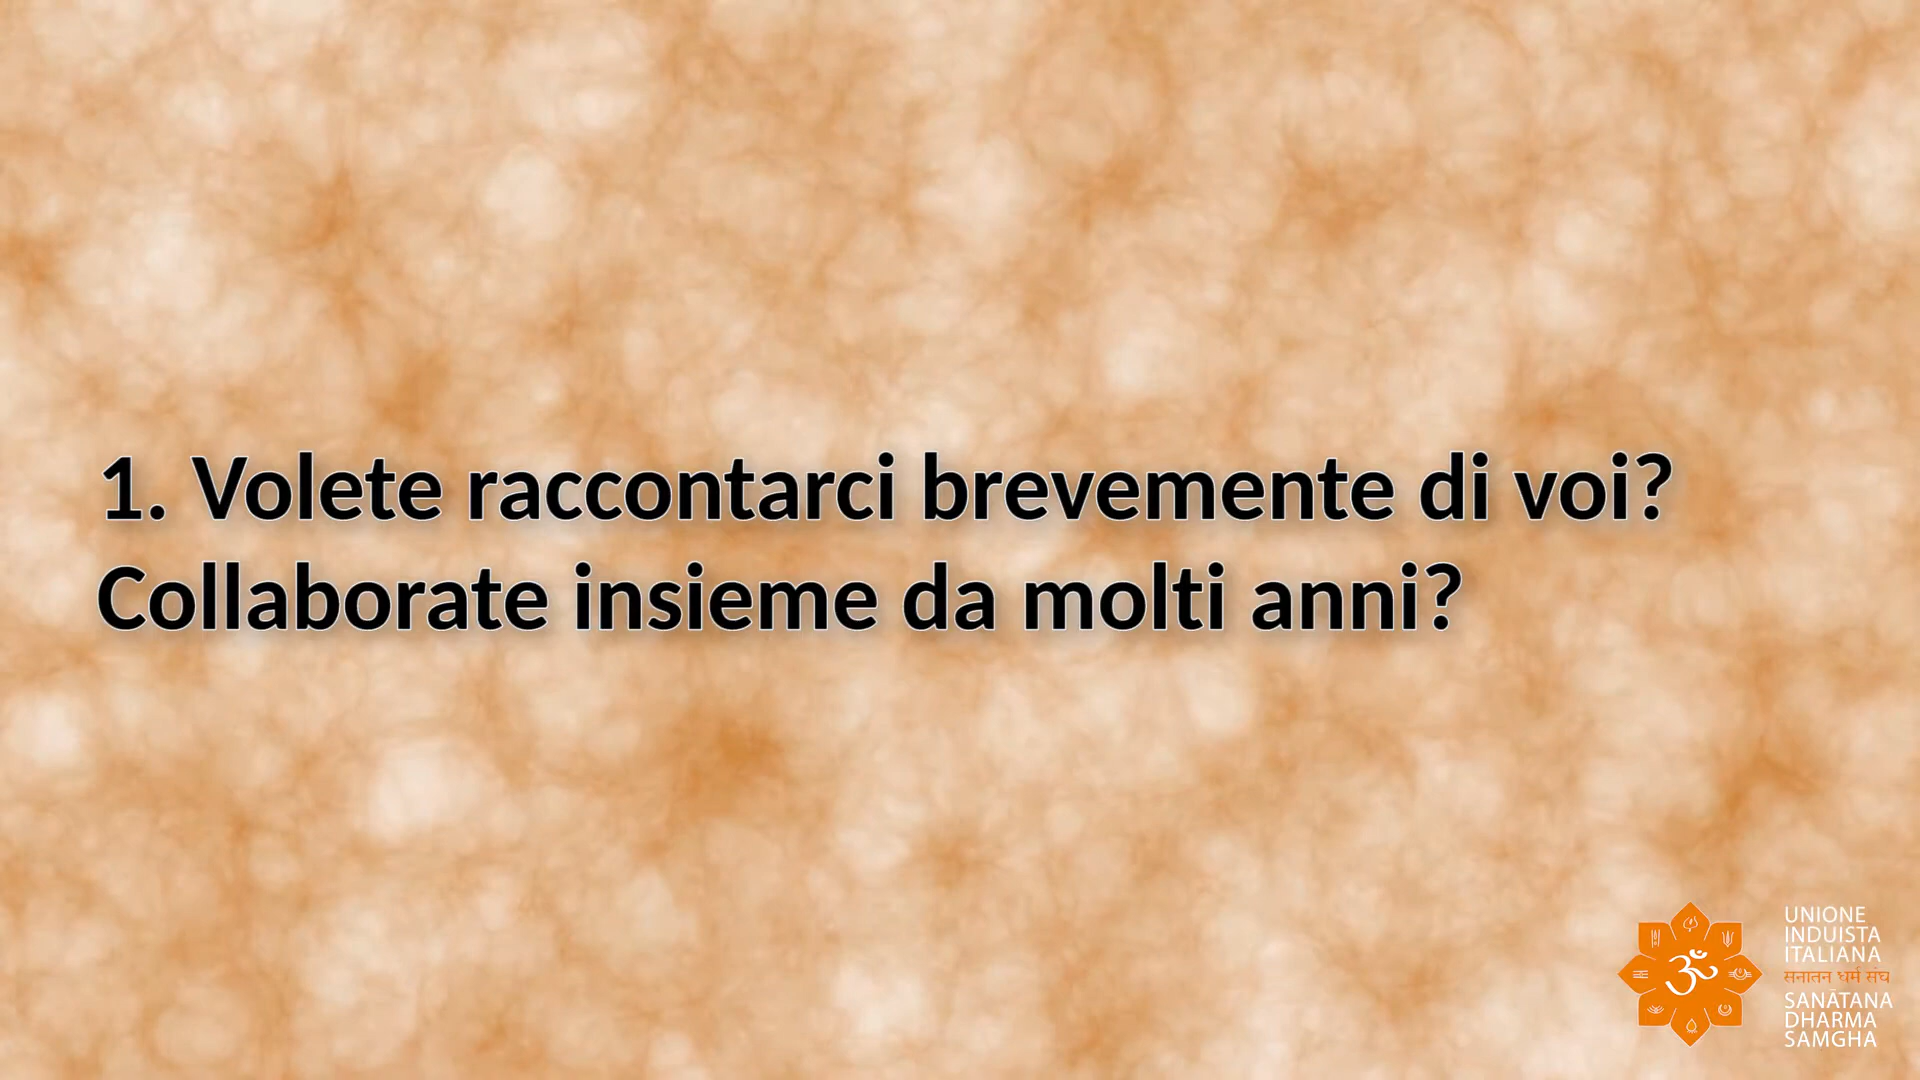 1. Volete raccontarci brevemente di voi?
Collaborate insieme da molti anni?
ॐ
UNIONE
INDUISTA
ITALIANA
सनातन धर्म संघ
SANĀTANA
DHARMA
SAMGHA